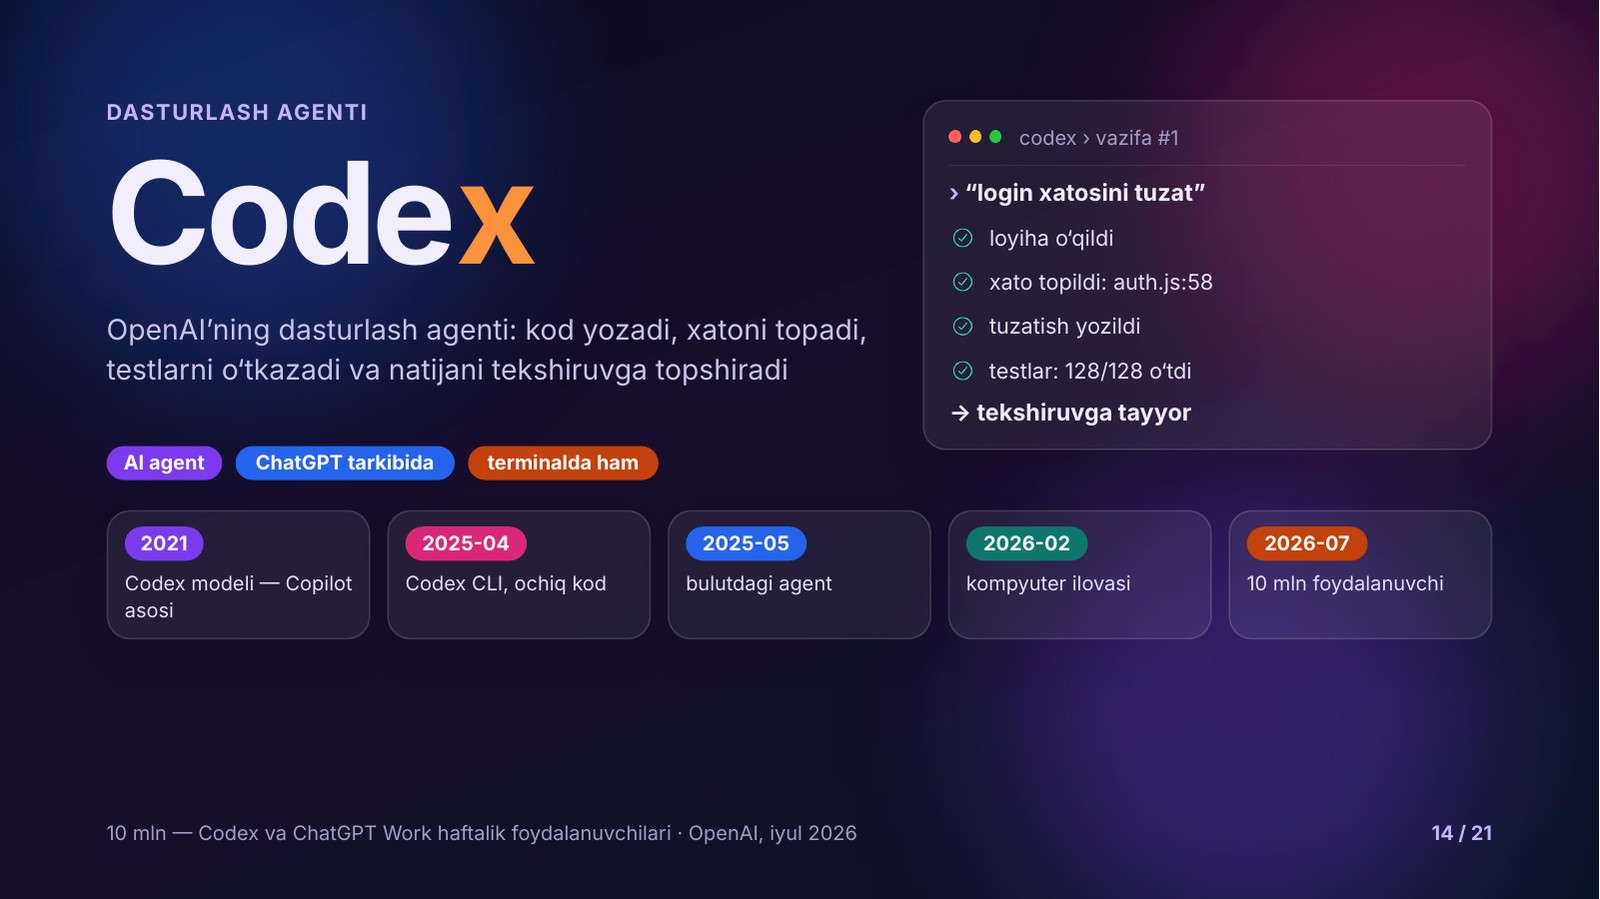 DASTURLASH AGENTI
Codex
OpenAI’ning dasturlash agenti: kod yozadi, xatoni topadi,
testlarni o‘tkazadi va natijani tekshiruvga topshiradi
AI agent
ChatGPT tarkibida
terminalda ham
codex › vazifa #1
› “login xatosini tuzat”
loyiha o‘qildi
xato topildi: auth.js:58
tuzatish yozildi
testlar: 128/128 o‘tdi
→ tekshiruvga tayyor
2021
Codex modeli — Copilot
asosi
2025-04
Codex CLI, ochiq kod
2025-05
bulutdagi agent
2026-02
kompyuter ilovasi
2026-07
10 mln foydalanuvchi
10 mln — Codex va ChatGPT Work haftalik foydalanuvchilari · OpenAI, iyul 2026
14 / 21